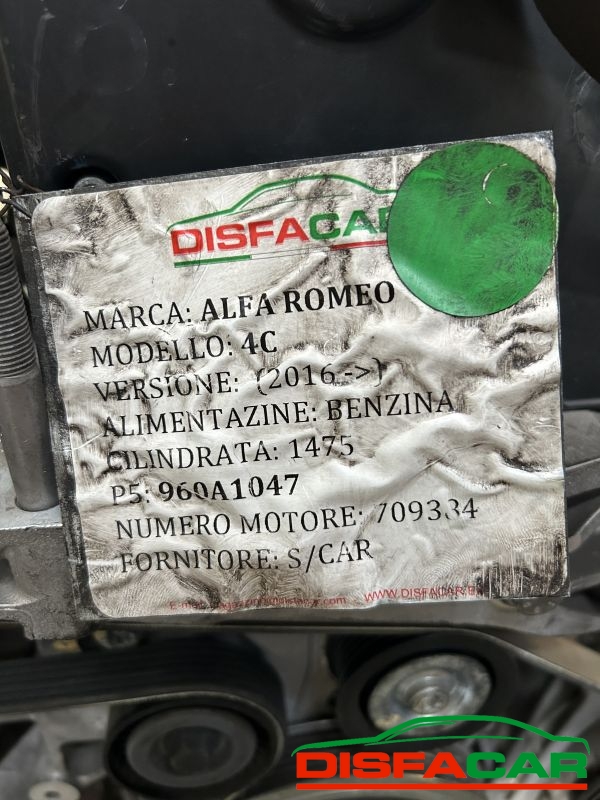 DISFACAR
MARCA: ALFA ROMEO
MODELLO: 4C
VERSIONE: (2016->)
ALIMENTAZINE: BENZINA
CILINDRATA: 1475
P5: 960A1047
NUMERO MOTORE: 709334
FORNITORE: S/CAR
WWW.DISFACAR
DISFACAR